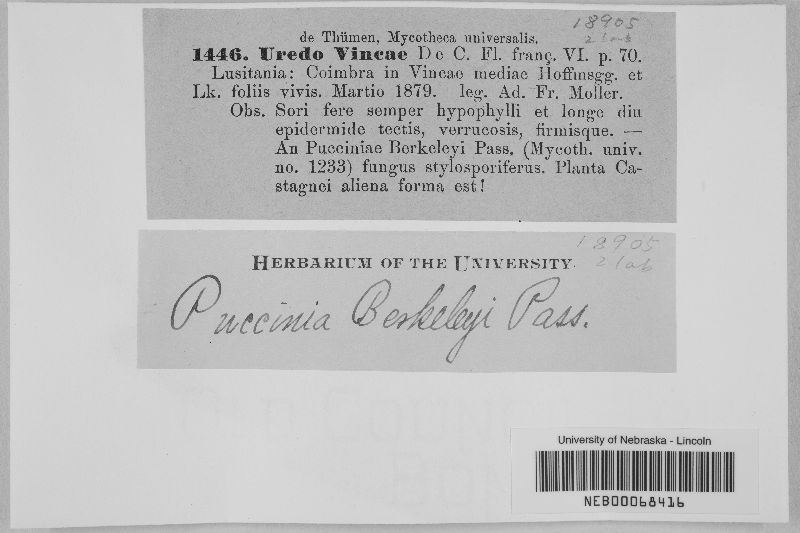 18905
2 lab
de Thümen, Mycotheca universalis.
1446. Uredo Vincae De C. Fl. franç. VI. p. 70.
Lusitania: Coimbra in Vincae mediae Hoffmsgg. et
Lk. foliis vivis. Martio 1879. leg. Ad. Fr. Moller.
Obs. Sori fere semper hypophylli et longe diu
epidermide tectis, verrucosis, firmisque. —
An Pucciniae Berkeleyi Pass. (Mycoth. univ.
no. 1233) fungus stylosporiferus. Planta Ca-
stagnei aliena forma est!
18905
2 lab
HERBARIUM OF THE UNIVERSITY.
Puccinia Berkeleyi Pass.
University of Nebraska - Lincoln
NEB00068416